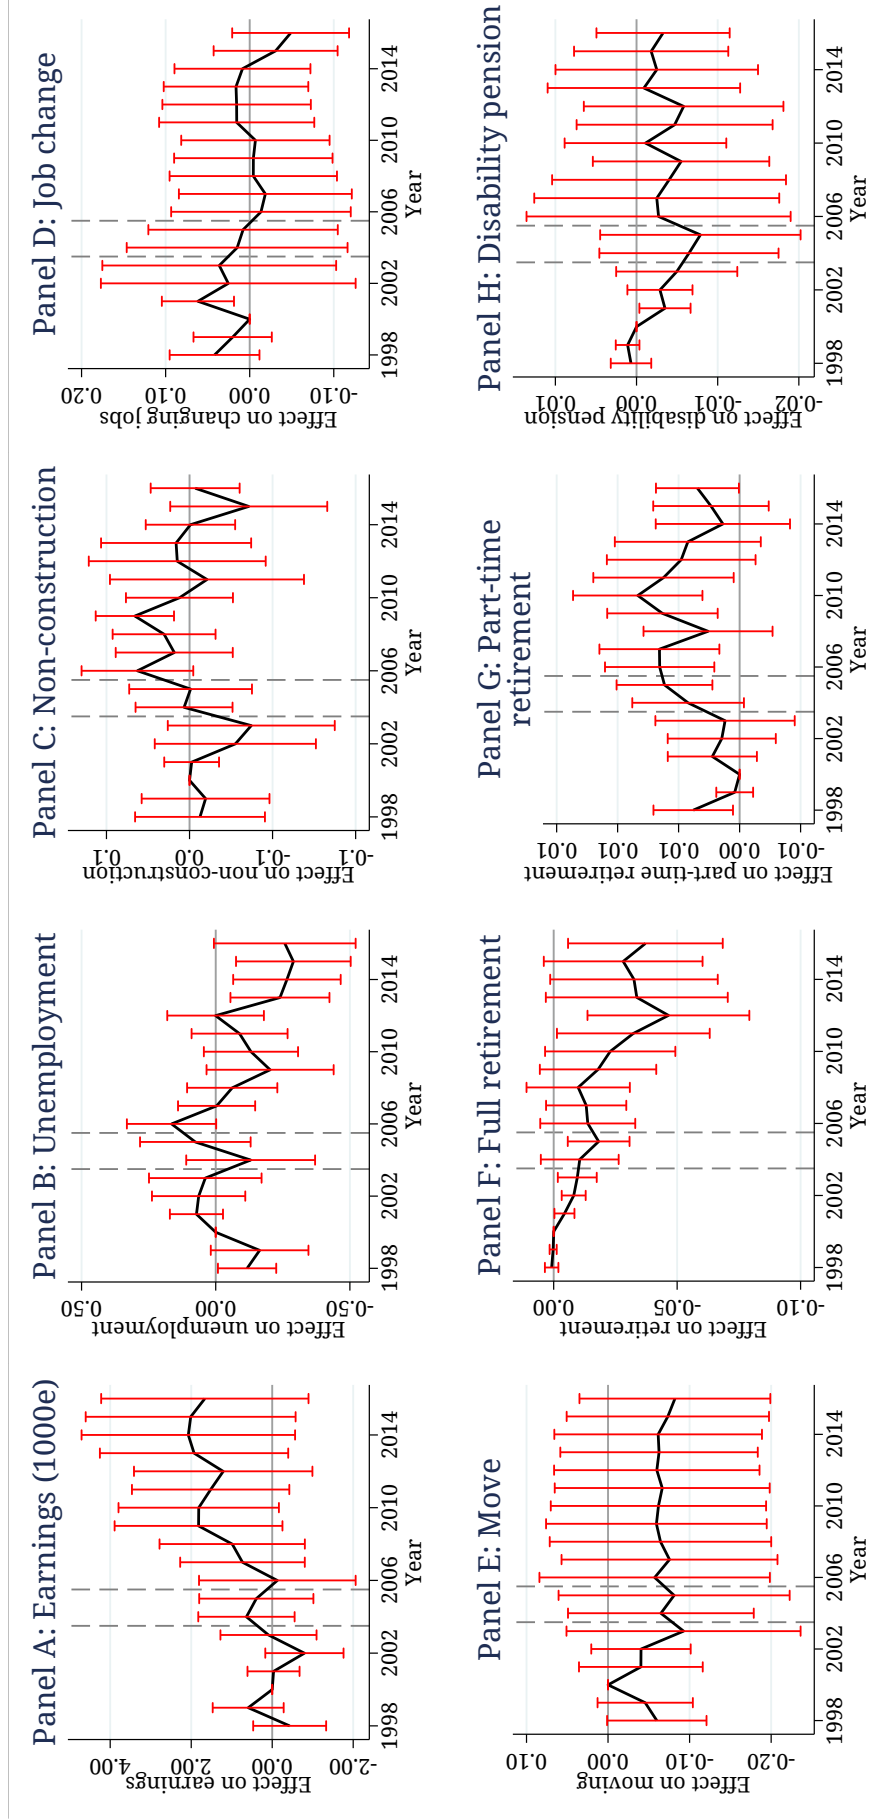 Panel A: Earnings (1000e)
Effect on earnings
4.00
2.00
0.00
-2.00
1998
2002
2006
2010
2014
Year
Panel B: Unemployment
Effect on unemployment
0.50
0.00
-0.50
1998
2002
2006
2010
2014
Year
Panel C: Non-construction
Effect on non-construction
0.1
0.0
-0.1
-0.1
1998
2002
2006
2010
2014
Year
Panel D: Job change
Effect on changing jobs
0.20
0.10
0.00
-0.10
1998
2002
2006
2010
2014
Year
Panel E: Move
Effect on moving
0.10
0.00
-0.10
-0.20
1998
2002
2006
2010
2014
Year
Panel F: Full retirement
Effect on retirement
0.00
-0.05
-0.10
1998
2002
2006
2010
2014
Year
Panel G: Part-time
retirement
Effect on part-time retirement
0.01
0.01
0.01
0.00
-0.01
1998
2002
2006
2010
2014
Year
Panel H: Disability pension
Effect on disability pension
0.01
0.00
-0.01
-0.02
1998
2002
2006
2010
2014
Year